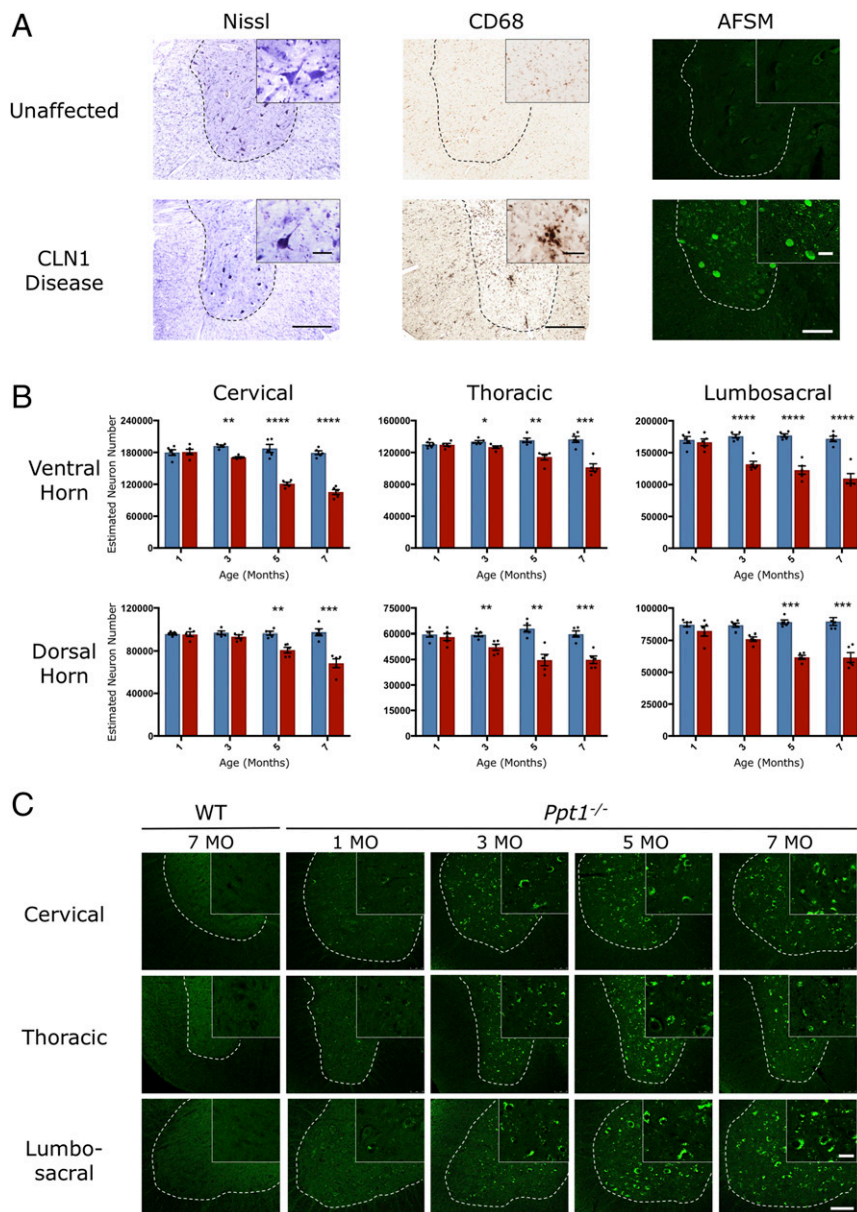 A
Nissl CD68 AFSM
Unaffected
CLN1
Disease
B
Cervical Thoracic Lumbosacral
Ventral
Horn
Estimated Neuron Number
240000
180000
120000
60000
0
** **** ****
1 3 5 7
Age (Months)
160000
120000
80000
40000
0
* ** ***
1 3 5 7
Age (Months)
200000
150000
100000
50000
0
**** **** ****
1 3 5 7
Age (Months)
Dorsal
Horn
Estimated Neuron Number
120000
90000
60000
30000
0
** ***
1 3 5 7
Age (Months)
75000
60000
45000
30000
15000
0
** ** ***
1 3 5 7
Age (Months)
100000
75000
50000
25000
0
*** ***
1 3 5 7
Age (Months)
C
WT Ppt1-/-
7 MO 1 MO 3 MO 5 MO 7 MO
Cervical
Thoracic
Lumbo-
sacral